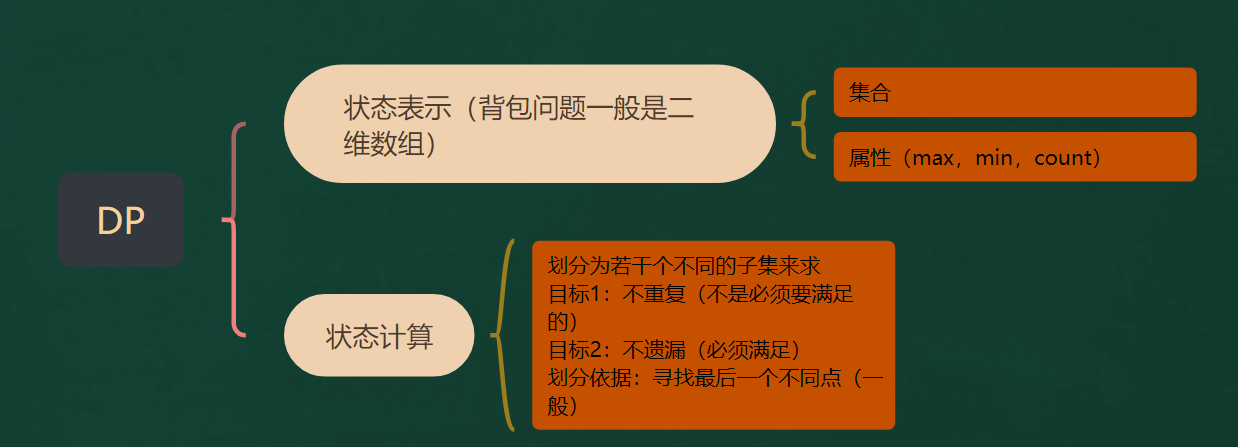 DP
状态表示（背包问题一般是二
维数组）
集合
属性（max，min，count）
状态计算
划分为若干个不同的子集来求
目标1：不重复（不是必须要满足
的）
目标2：不遗漏（必须满足）
划分依据：寻找最后一个不同点（一
般）